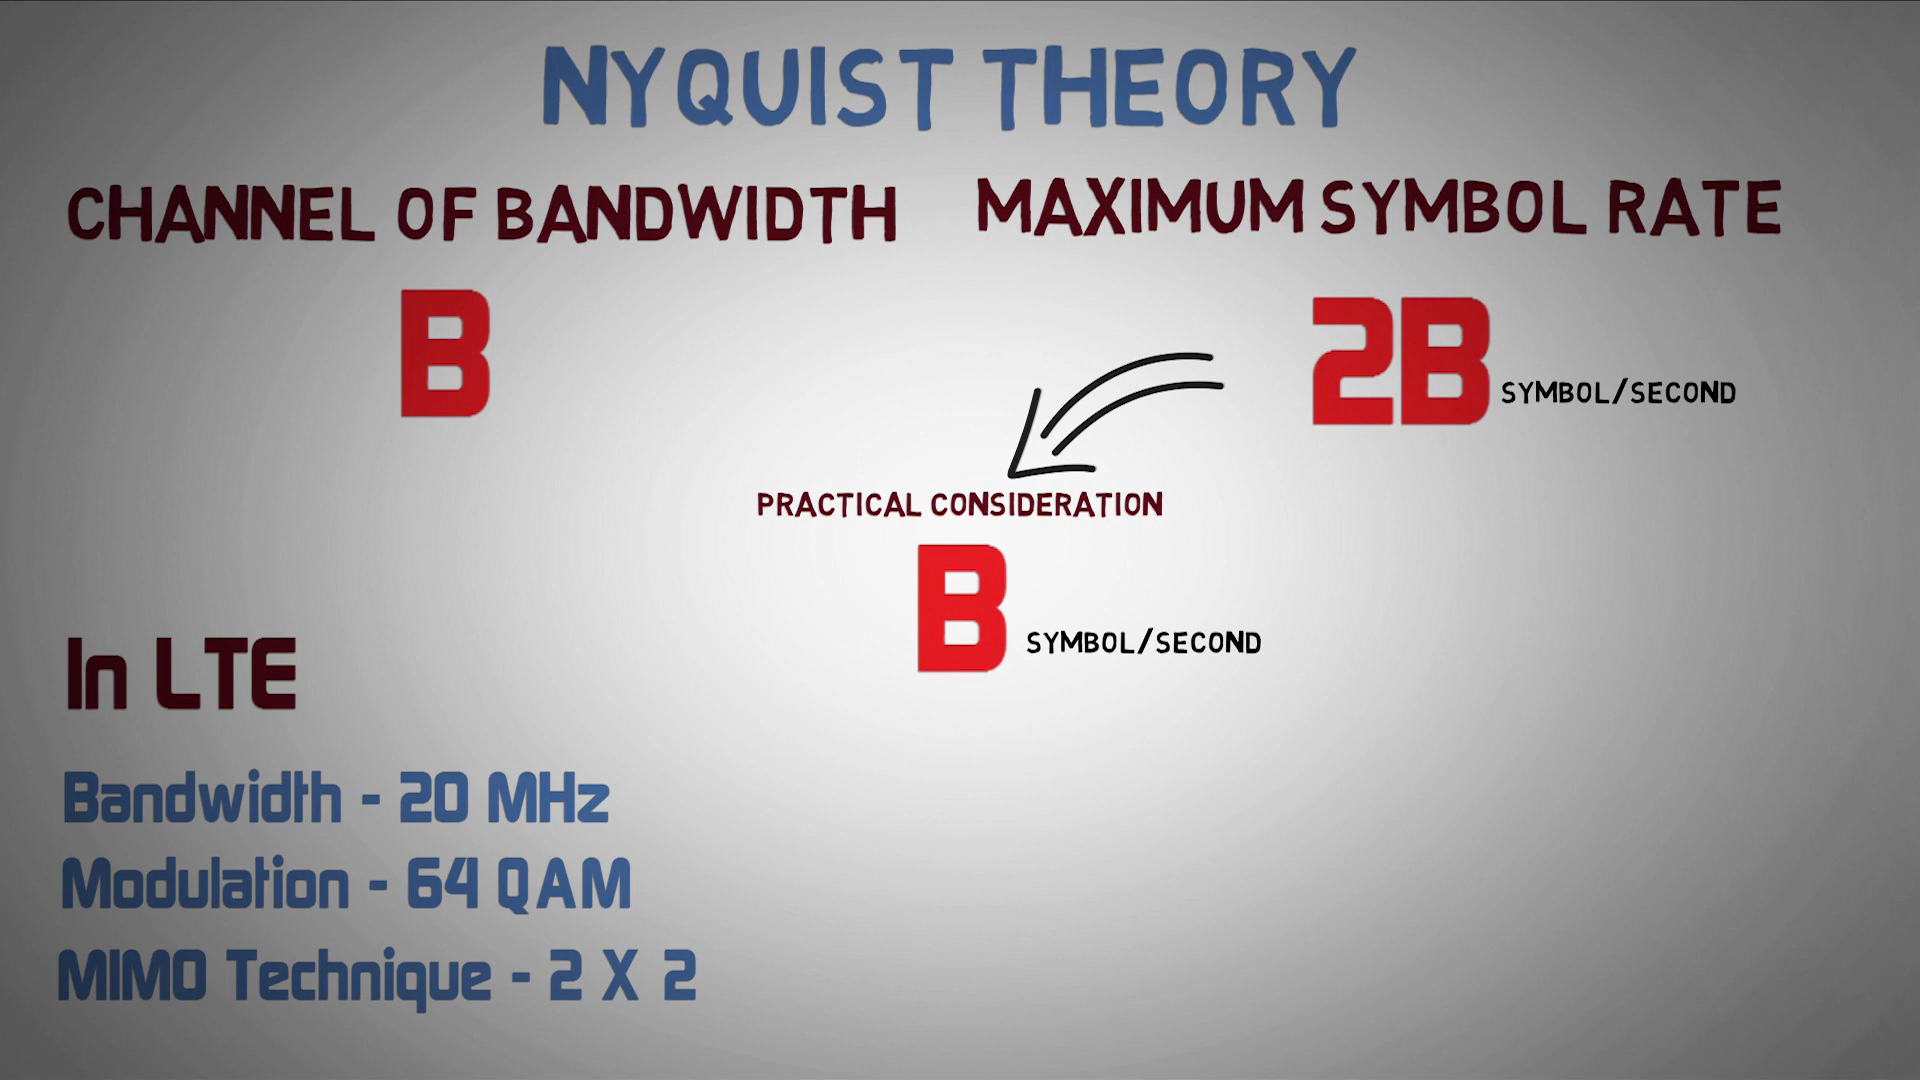 NYQUIST THEORY
CHANNEL OF BANDWIDTH
MAXIMUM SYMBOL RATE
B
2B SYMBOL/SECOND
PRACTICAL CONSIDERATION
B SYMBOL/SECOND
In LTE
Bandwidth - 20 MHz
Modulation - 64 QAM
MIMO Technique - 2 X 2